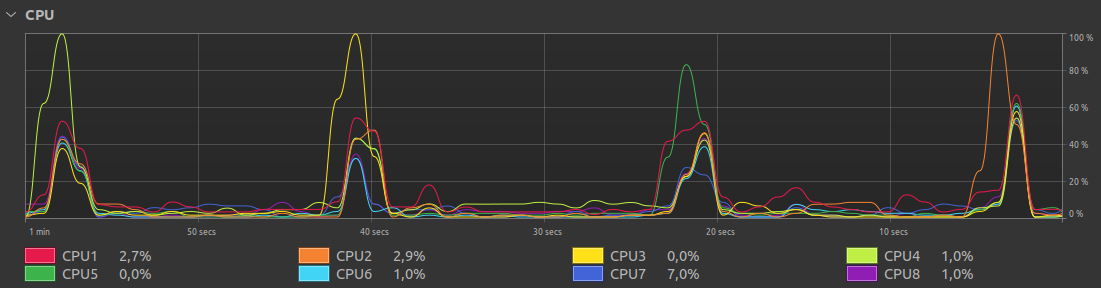 CPU
100 %
80 %
60 %
40 %
20 %
0 %
1 min 50 secs 40 secs 30 secs 20 secs 10 secs
CPU1 2,7% CPU2 2,9% CPU3 0,0% CPU4 1,0%
CPU5 0,0% CPU6 1,0% CPU7 7,0% CPU8 1,0%